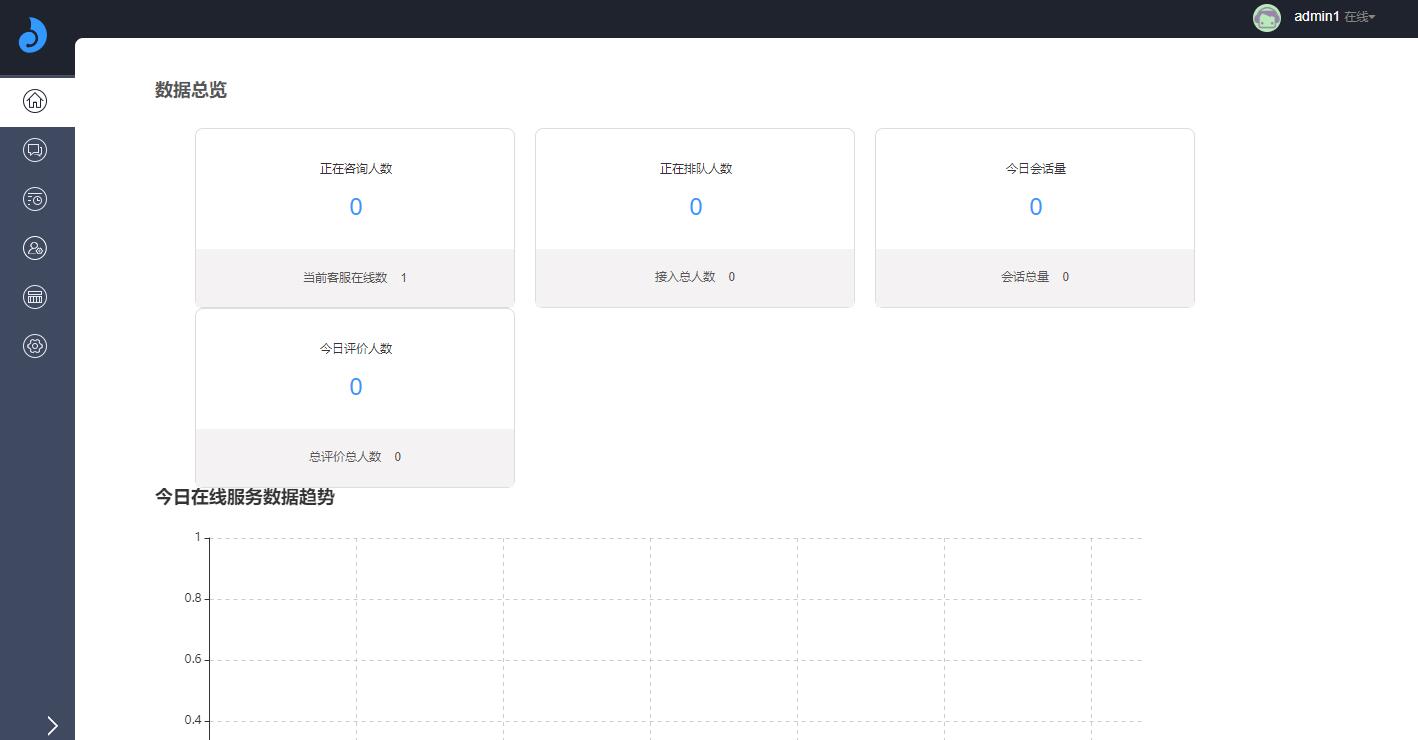 admin1 在线
数据总览
正在咨询人数
0
当前客服在线数 1
正在排队人数
0
接入总人数 0
今日会话量
0
会话总量 0
今日评价人数
0
总评价总人数 0
今日在线服务数据趋势
1
0.8
0.6
0.4